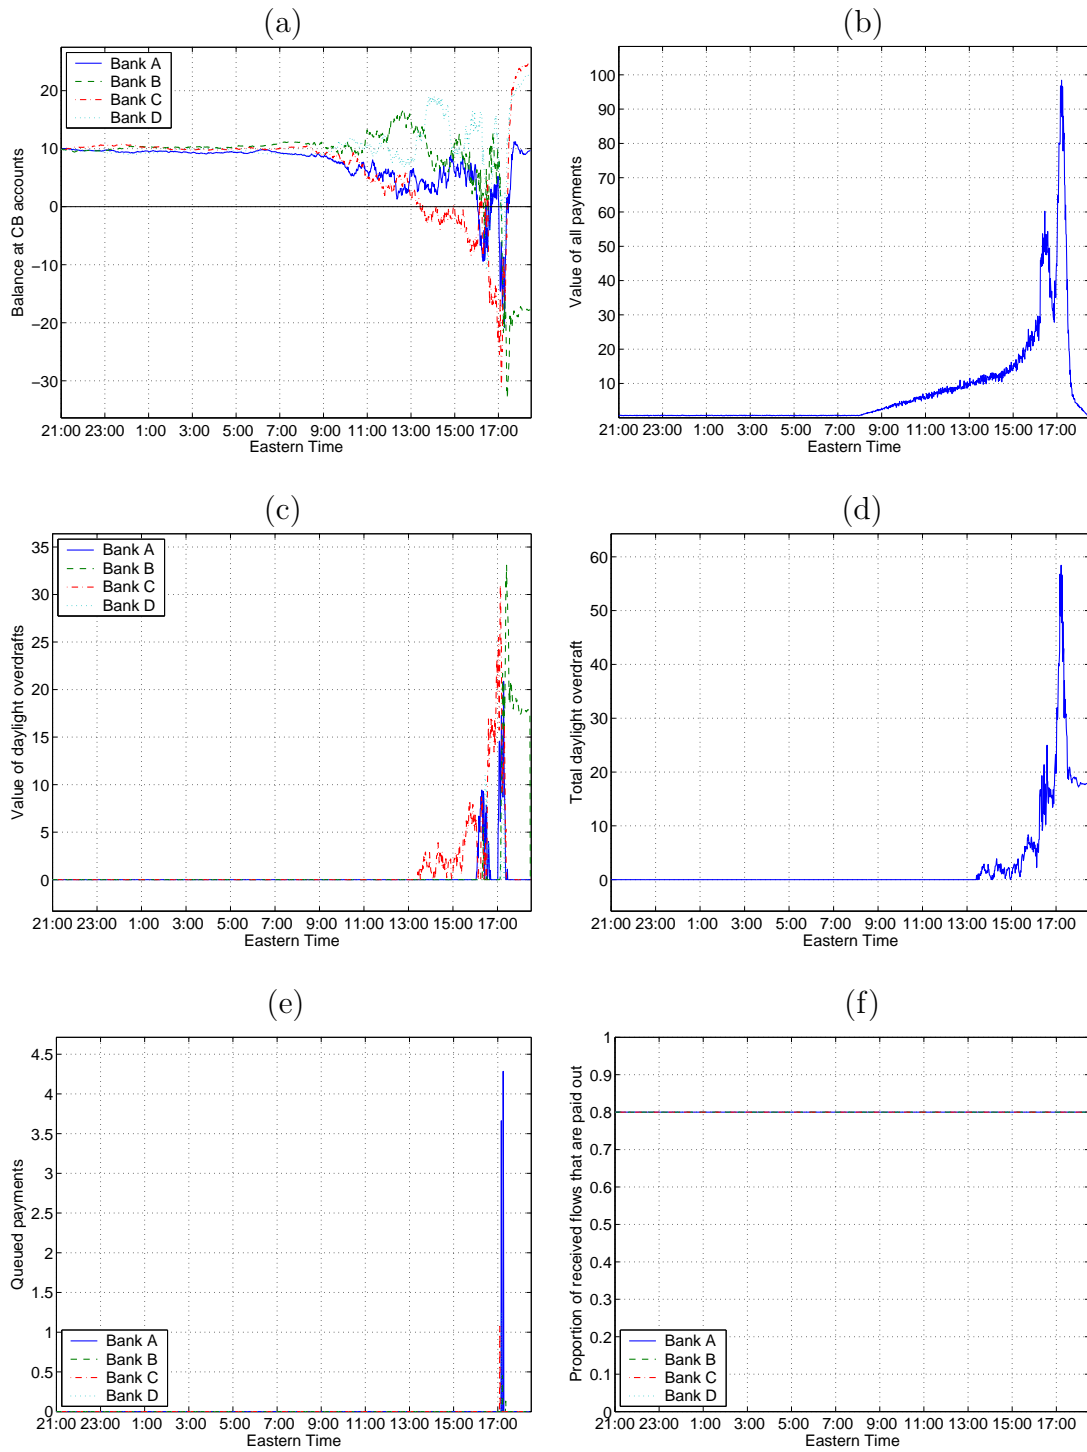 (a)
Balance at CB accounts
20
10
0
−10
−20
−30
Bank A
Bank B
Bank C
Bank D
21:00 23:00 1:00 3:00 5:00 7:00 9:00 11:00 13:00 15:00 17:00
Eastern Time
(b)
Value of all payments
100
90
80
70
60
50
40
30
20
10
21:00 23:00 1:00 3:00 5:00 7:00 9:00 11:00 13:00 15:00 17:00
Eastern Time
(c)
Value of daylight overdrafts
35
30
25
20
15
10
5
0
Bank A
Bank B
Bank C
Bank D
21:00 23:00 1:00 3:00 5:00 7:00 9:00 11:00 13:00 15:00 17:00
Eastern Time
(d)
Total daylight overdraft
60
50
40
30
20
10
0
21:00 23:00 1:00 3:00 5:00 7:00 9:00 11:00 13:00 15:00 17:00
Eastern Time
(e)
Queued payments
4.5
4
3.5
3
2.5
2
1.5
1
0.5
0
Bank A
Bank B
Bank C
Bank D
21:00 23:00 1:00 3:00 5:00 7:00 9:00 11:00 13:00 15:00 17:00
Eastern Time
(f)
Proportion of received flows that are paid out
1
0.9
0.8
0.7
0.6
0.5
0.4
0.3
0.2
0.1
0
Bank A
Bank B
Bank C
Bank D
21:00 23:00 1:00 3:00 5:00 7:00 9:00 11:00 13:00 15:00 17:00
Eastern Time